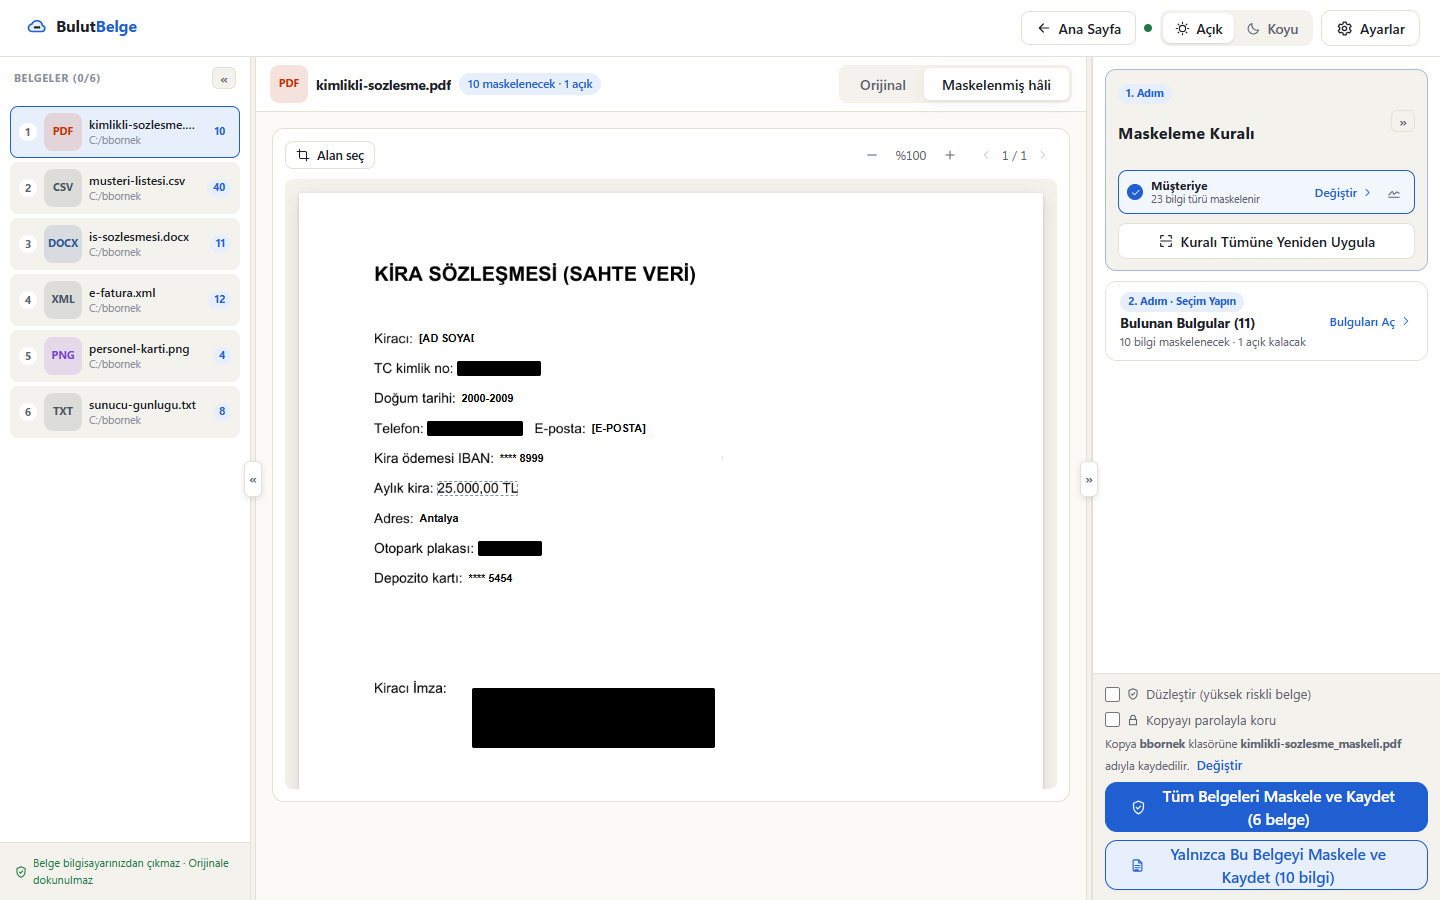 BulutBelge
Ana Sayfa
Açık
Koyu
Ayarlar
BELGELER (0/6)
«
1 PDF kimlikli-sozlesme.... 10
C:/bbornek
2 CSV musteri-listesi.csv 40
C:/bbornek
3 DOCX is-sozlesmesi.docx 11
C:/bbornek
4 XML e-fatura.xml 12
C:/bbornek
5 PNG personel-karti.png 4
C:/bbornek
6 TXT sunucu-gunlugu.txt 8
C:/bbornek
Belge bilgisayarınızdan çıkmaz · Orijinale
dokunulmaz
«
PDF kimlikli-sozlesme.pdf 10 maskelenecek · 1 açık
Orijinal
Maskelenmiş hâli
Alan seç
%100
1 / 1
KİRA SÖZLEŞMESİ (SAHTE VERİ)
Kiracı: [AD SOYAD
TC kimlik no:
Doğum tarihi: 2000-2009
Telefon: E-posta: [E-POSTA]
Kira ödemesi IBAN: **** 8999
Aylık kira: 25.000,00 TL
Adres: Antalya
Otopark plakası:
Depozito kartı: **** 5454
Kiracı İmza:
»
1. Adım
Maskeleme Kuralı
»
Müşteriye
23 bilgi türü maskelenir
Değiştir
Kuralı Tümüne Yeniden Uygula
2. Adım · Seçim Yapın
Bulunan Bulgular (11)
Bulguları Aç
10 bilgi maskelenecek · 1 açık kalacak
Düzleştir (yüksek riskli belge)
Kopyayı parolayla koru
Kopya bbornek klasörüne kimlikli-sozlesme_maskeli.pdf
adıyla kaydedilir. Değiştir
Tüm Belgeleri Maskele ve Kaydet
(6 belge)
Yalnızca Bu Belgeyi Maskele ve
Kaydet (10 bilgi)